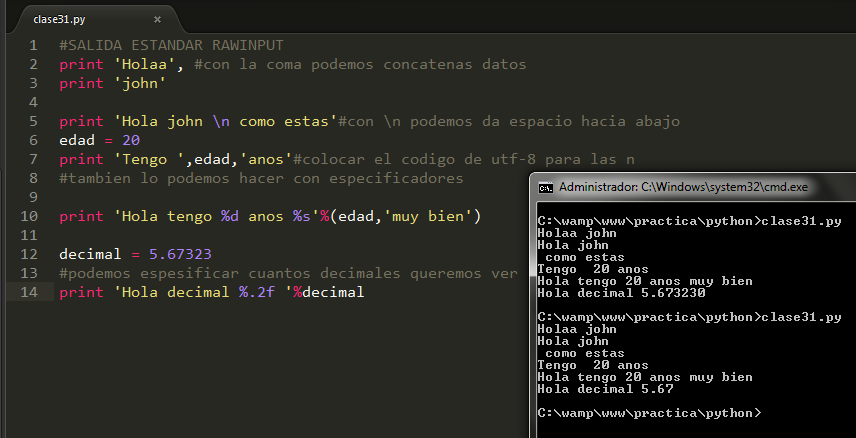 clase31.py ×
1 #SALIDA ESTANDAR RAWINPUT
2 print 'Holaa', #con la coma podemos concatenas datos
3 print 'john'
4
5 print 'Hola john \n como estas'#con \n podemos da espacio hacia abajo
6 edad = 20
7 print 'Tengo ',edad,'anos'#colocar el codigo de utf-8 para las n
8 #tambien lo podemos hacer con especificadores
9
10 print 'Hola tengo %d anos %s'%(edad,'muy bien')
11
12 decimal = 5.67323
13 #podemos espesificar cuantos decimales queremos ver
14 print 'Hola decimal %.2f '%decimal
C:\. Administrador: C:\Windows\system32\cmd.exe
C:\wamp\www\practica\python>clase31.py
Holaa john
Hola john
 como estas
Tengo  20 anos
Hola tengo 20 anos muy bien
Hola decimal 5.673230
C:\wamp\www\practica\python>clase31.py
Holaa john
Hola john
 como estas
Tengo  20 anos
Hola tengo 20 anos muy bien
Hola decimal 5.67
C:\wamp\www\practica\python>